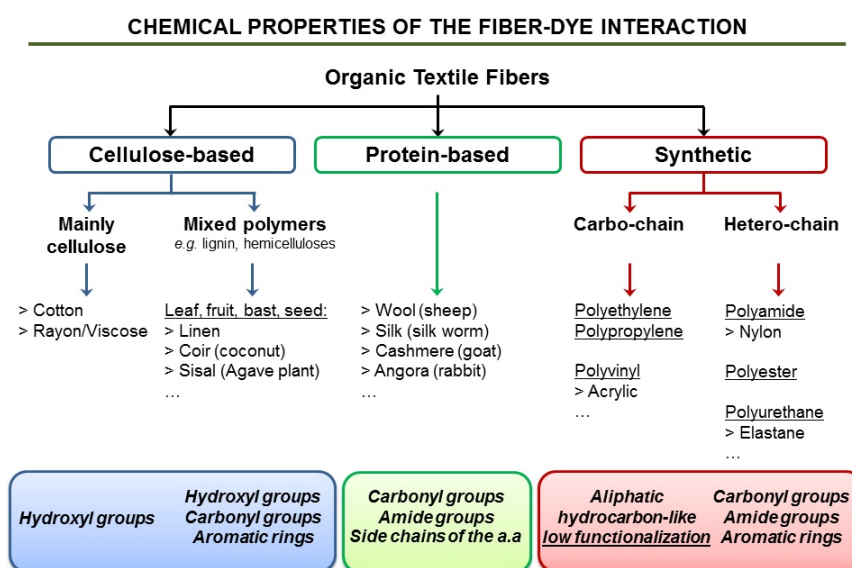 CHEMICAL PROPERTIES OF THE FIBER-DYE INTERACTION
Organic Textile Fibers
Cellulose-based
Protein-based
Synthetic
Mainly
cellulose
Mixed polymers
e.g. lignin, hemicelluloses
Carbo-chain
Hetero-chain
> Cotton
> Rayon/Viscose
Leaf, fruit, bast, seed:
> Linen
> Coir (coconut)
> Sisal (Agave plant)
…
> Wool (sheep)
> Silk (silk worm)
> Cashmere (goat)
> Angora (rabbit)
…
Polyethylene
Polypropylene
Polyvinyl
> Acrylic
…
Polyamide
> Nylon
Polyester
Polyurethane
> Elastane
…
Hydroxyl groups
Hydroxyl groups
Carbonyl groups
Aromatic rings
Carbonyl groups
Amide groups
Side chains of the a.a
Aliphatic
hydrocarbon-like
low functionalization
Carbonyl groups
Amide groups
Aromatic rings